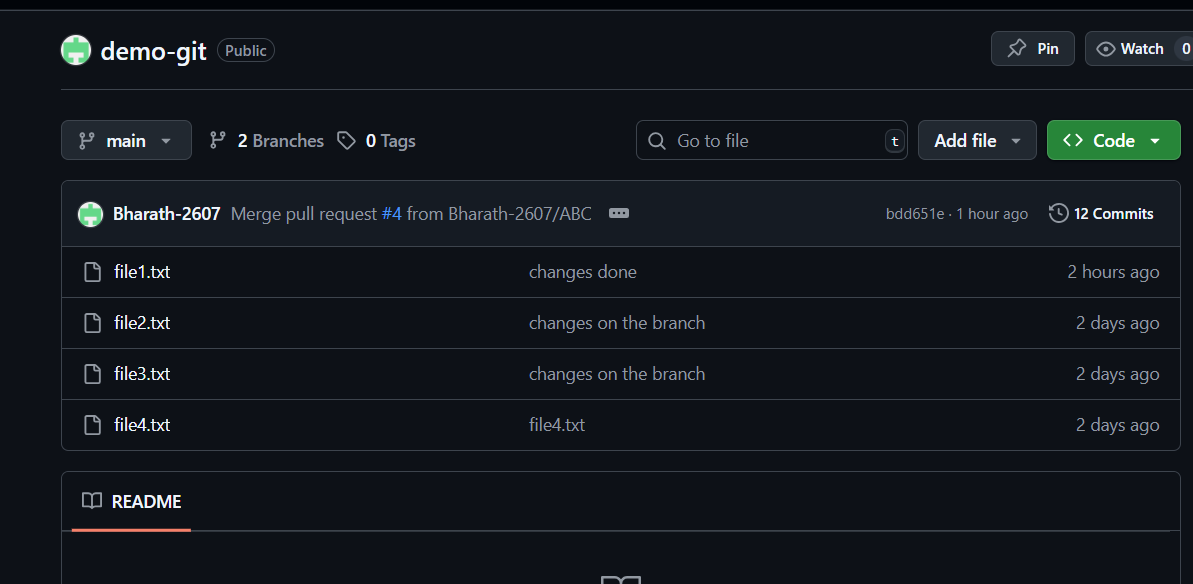 demo-git Public Pin Watch 0
main 2 Branches 0 Tags Go to file t Add file Code
Bharath-2607 Merge pull request #4 from Bharath-2607/ABC bdd651e · 1 hour ago 12 Commits
file1.txt changes done 2 hours ago
file2.txt changes on the branch 2 days ago
file3.txt changes on the branch 2 days ago
file4.txt file4.txt 2 days ago
README